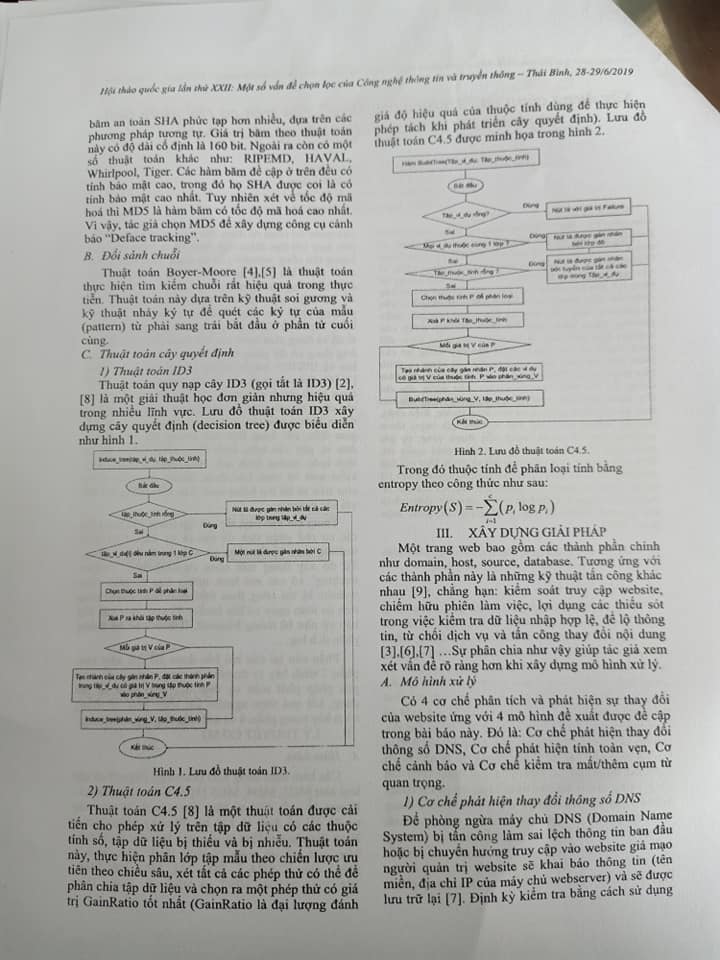 Hội thảo quốc gia lần thứ XXII: Một số vấn đề chọn lọc của Công nghệ thông tin và truyền thông – Thái Bình, 28-29/6/2019
băm an toàn SHA phức tạp hơn nhiều, dựa trên các
phương pháp tương tự. Giá trị băm theo thuật toán
này có độ dài cố định là 160 bit. Ngoài ra còn có một
số thuật toán khác như: RIPEMD, HAVAL,
Whirlpool, Tiger. Các hàm băm đề cập ở trên đều có
tính bảo mật cao, trong đó họ SHA được coi là có
tính bảo mật cao nhất. Tuy nhiên xét về tốc độ mã
hoá thì MD5 là hàm băm có tốc độ mã hoá cao nhất.
Vì vậy, tác giả chọn MD5 để xây dựng công cụ cảnh
báo “Deface tracking”.
B. Đối sánh chuỗi
Thuật toán Boyer-Moore [4],[5] là thuật toán
thực hiện tìm kiếm chuỗi rất hiệu quả trong thực
tiễn. Thuật toán này dựa trên kỹ thuật soi gương và
kỹ thuật nhảy ký tự để quét các ký tự của mẫu
(pattern) từ phải sang trái bắt đầu ở phần tử cuối
cùng.
C. Thuật toán cây quyết định
1) Thuật toán ID3
Thuật toán quy nạp cây ID3 (gọi tắt là ID3) [2],
[8] là một giải thuật học đơn giản nhưng hiệu quả
trong nhiều lĩnh vực. Lưu đồ thuật toán ID3 xây
dựng cây quyết định (decision tree) được biểu diễn
như hình 1.
Induce_tree(tập_ví_dụ, tập_thuộc_tính)
Bắt đầu
tập_thuộc_tính rỗng
Đúng
Nút lá được gán nhãn bởi tất cả các
lớp trong tập_ví_dụ
Sai
tập_ví_dụ(i) đều nằm trong 1 lớp C
Đúng
Một nút lá được gán nhãn bởi C
Sai
Chọn thuộc tính P để phân loại
Xoá P ra khỏi tập thuộc tính
Mỗi giá trị V của P
Tạo nhánh của cây gán nhãn P, đặt các thành phần
trong tập_ví_dụ có giá trị V trong tập thuộc tính P
vào phân_vùng_V
Induce_tree(phân_vùng_V, tập_thuộc_tính)
Kết thúc
Hình 1. Lưu đồ thuật toán ID3.
2) Thuật toán C4.5
Thuật toán C4.5 [8] là một thuật toán được cải
tiến cho phép xử lý trên tập dữ liệu có các thuộc
tính số, tập dữ liệu bị thiếu và bị nhiễu. Thuật toán
này, thực hiện phân lớp tập mẫu theo chiến lược ưu
tiên theo chiều sâu, xét tất cả các phép thử có thể để
phân chia tập dữ liệu và chọn ra một phép thử có giá
trị GainRatio tốt nhất (GainRatio là đại lượng đánh
giá độ hiệu quả của thuộc tính dùng để thực hiện
phép tách khi phát triển cây quyết định). Lưu đồ
thuật toán C4.5 được minh họa trong hình 2.
Hàm BuildTree(Tập_ví_dụ, Tập_thuộc_tính)
Bắt đầu
Tập_ví_dụ rỗng?
Đúng
Nút lá với giá trị Failure
Sai
Mọi ví_dụ thuộc cùng 1 lớp ?
Đúng
Nút lá được gán nhãn
bởi lớp đó
Sai
Tập_thuộc_tính rỗng ?
Đúng
Nút lá được gán nhãn
bởi tuyển của tất cả các
lớp trong Tập_ví_dụ
Sai
Chọn thuộc tính P để phân loại
Xoá P khỏi Tập_thuộc_tính
Mỗi giá trị V của P
Tạo nhánh của cây gán nhãn P, đặt các ví dụ
có giá trị V của thuộc tính P vào phân_vùng_V
BuildTree(phân_vùng_V, tập_thuộc_tính)
Kết thúc
Hình 2. Lưu đồ thuật toán C4.5.
Trong đó thuộc tính để phân loại tính bằng
entropy theo công thức như sau:
Entropy(S) = −∑_{i=1}^{c}(p_i log p_i)
III. XÂY DỰNG GIẢI PHÁP
Một trang web bao gồm các thành phần chính
như domain, host, source, database. Tương ứng với
các thành phần này là những kỹ thuật tấn công khác
nhau [9], chẳng hạn: kiểm soát truy cập website,
chiếm hữu phiên làm việc, lợi dụng các thiếu sót
trong việc kiểm tra dữ liệu nhập hợp lệ, để lộ thông
tin, từ chối dịch vụ và tấn công thay đổi nội dung
[3],[6],[7] …Sự phân chia như vậy giúp tác giả xem
xét vấn đề rõ ràng hơn khi xây dựng mô hình xử lý.
A. Mô hình xử lý
Có 4 cơ chế phân tích và phát hiện sự thay đổi
của website ứng với 4 mô hình đề xuất được đề cập
trong bài báo này. Đó là: Cơ chế phát hiện thay đổi
thông số DNS, Cơ chế phát hiện tính toàn vẹn, Cơ
chế cảnh báo và Cơ chế kiểm tra mất/thêm cụm từ
quan trọng.
1) Cơ chế phát hiện thay đổi thông số DNS
Để phòng ngừa máy chủ DNS (Domain Name
System) bị tấn công làm sai lệch thông tin ban đầu
hoặc bị chuyển hướng truy cập vào website giả mạo
người quản trị website sẽ khai báo thông tin (tên
miền, địa chỉ IP của máy chủ webserver) và sẽ được
lưu trữ lại [7]. Định kỳ kiểm tra bằng cách sử dụng